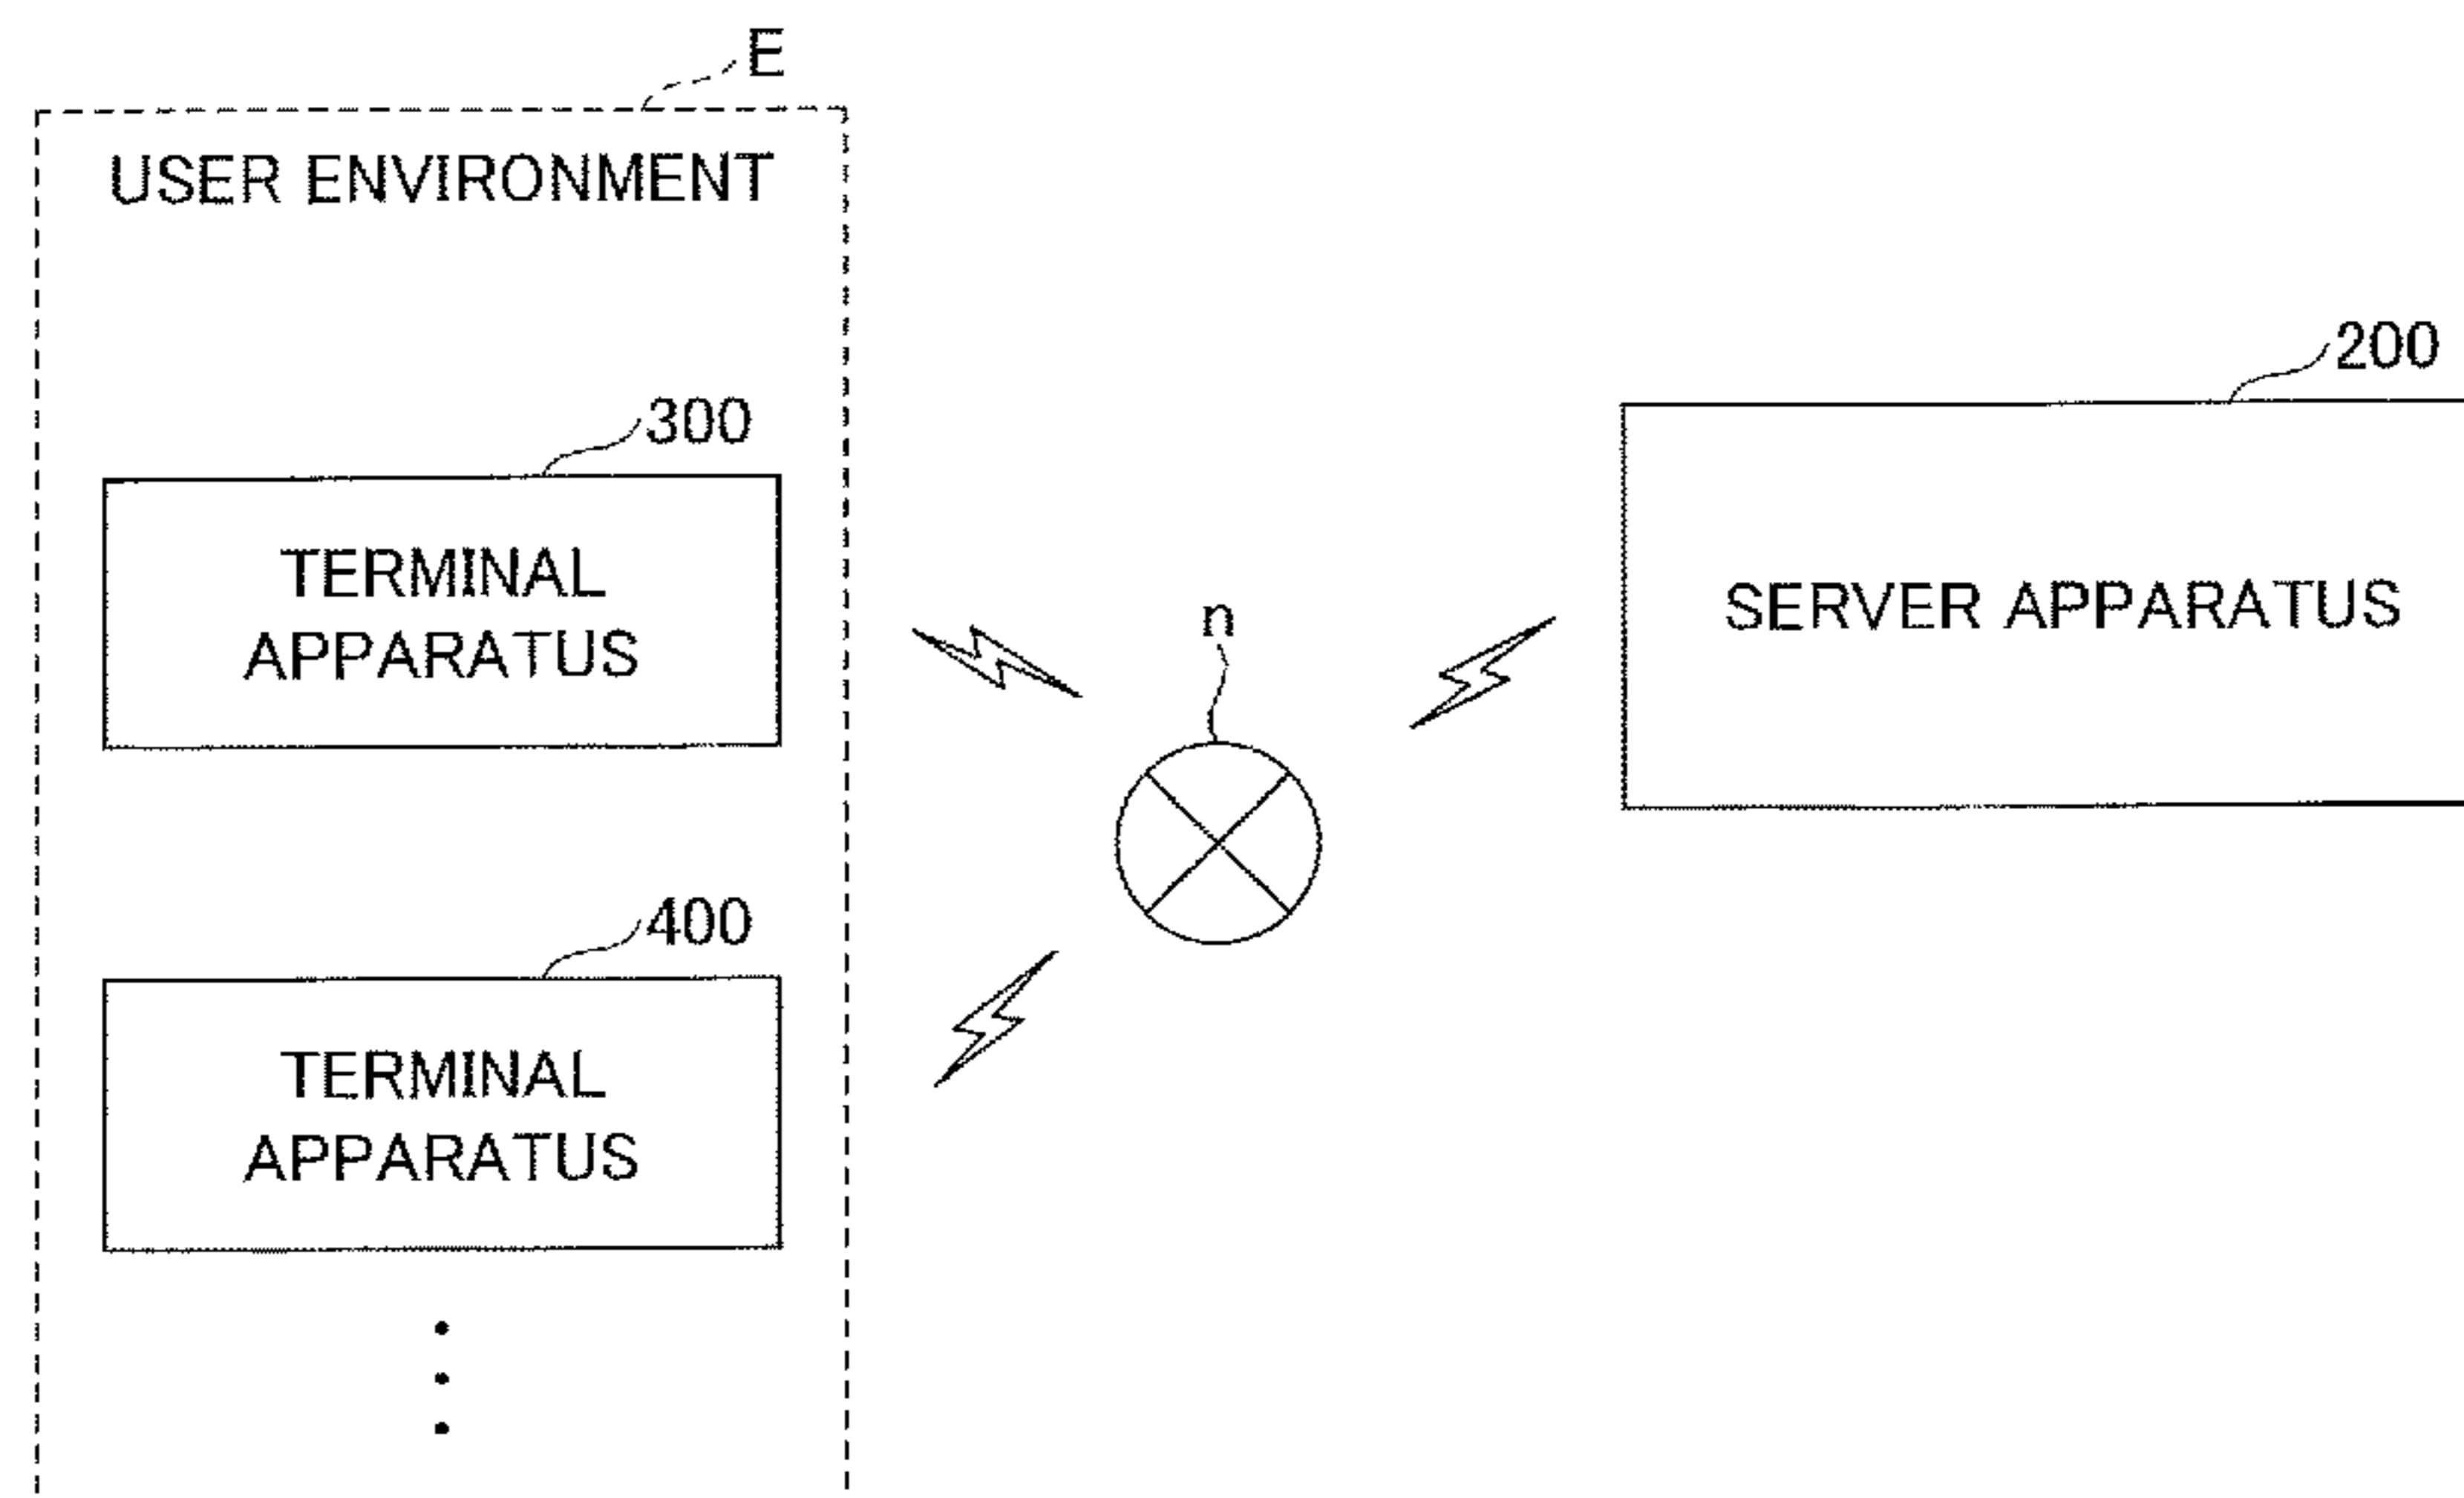 E
USER ENVIRONMENT
300
TERMINAL
APPARATUS
400
TERMINAL
APPARATUS
n
200
SERVER APPARATUS